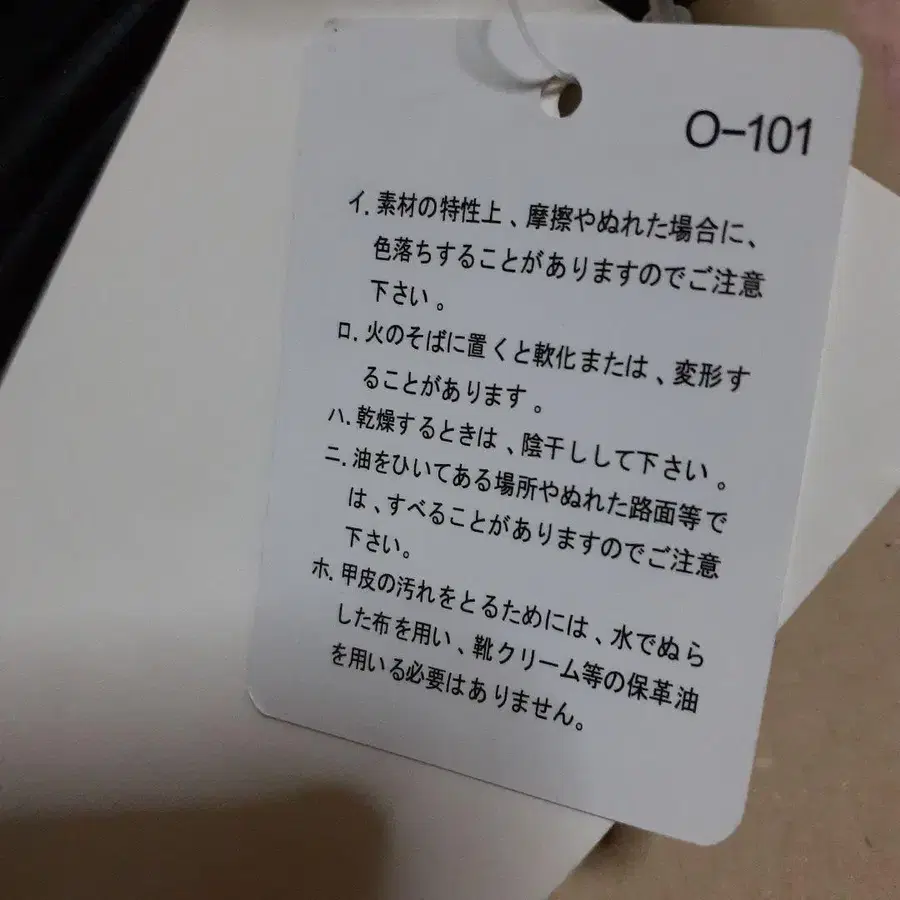 O-101
イ. 素材の特性上、摩擦やぬれた場合に、
色落ちすることがありますのでご注意
下さい。
ロ. 火のそばに置くと軟化または、変形す
ることがあります。
ハ. 乾燥するときは、陰干しして下さい。
ニ. 油をひいてある場所やぬれた路面等で
は、すべることがありますのでご注意
下さい。
ホ. 甲皮の汚れをとるためには、水でぬら
した布を用い、靴クリーム等の保革油
を用いる必要はありません。